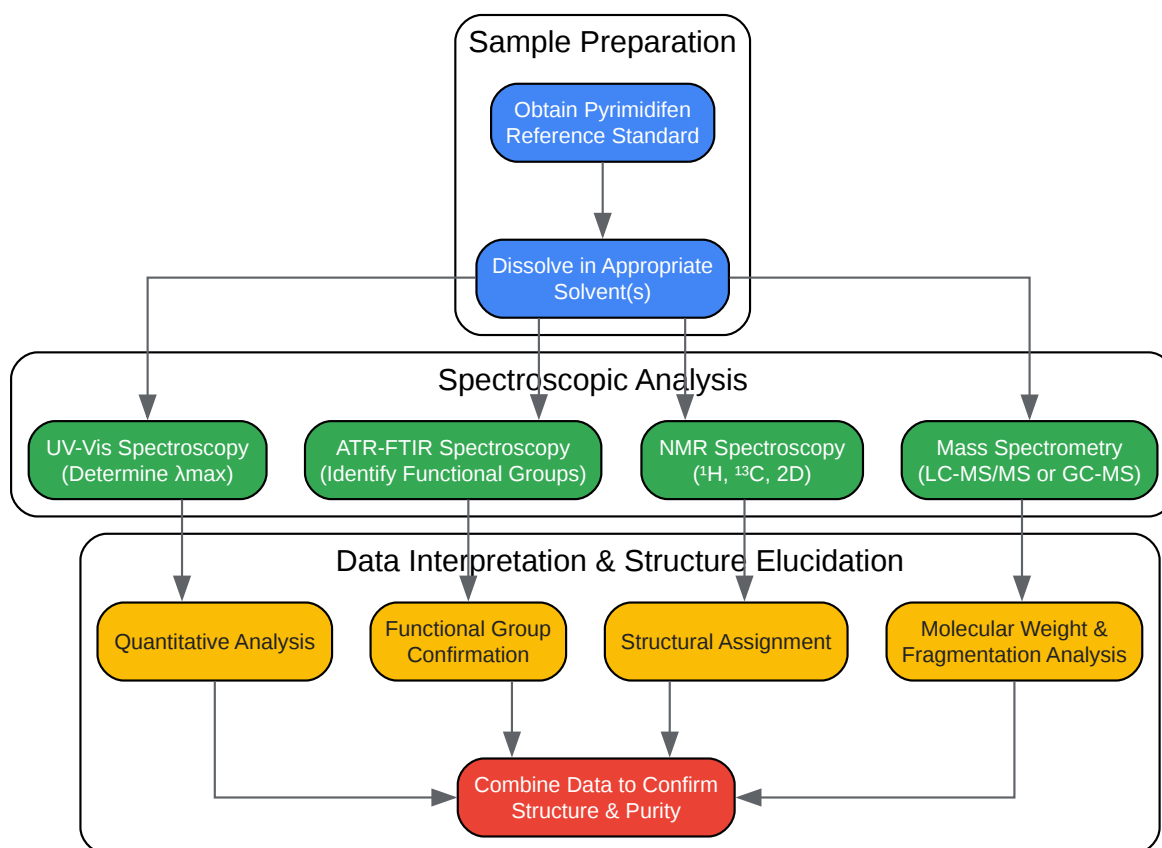 Sample Preparation
Obtain Pyrimidifen
Reference Standard
Dissolve in Appropriate
Solvent(s)
Spectroscopic Analysis
UV-Vis Spectroscopy
(Determine λmax)
ATR-FTIR Spectroscopy
(Identify Functional Groups)
NMR Spectroscopy
(¹H, ¹³C, 2D)
Mass Spectrometry
(LC-MS/MS or GC-MS)
Data Interpretation & Structure Elucidation
Quantitative Analysis
Functional Group
Confirmation
Structural Assignment
Molecular Weight &
Fragmentation Analysis
Combine Data to Confirm
Structure & Purity